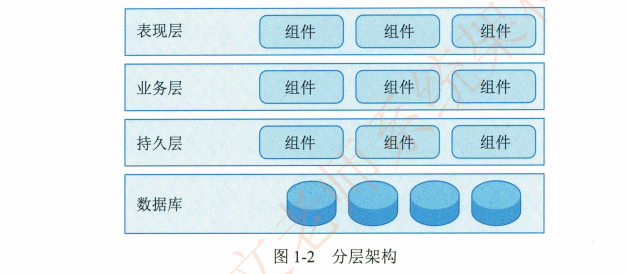 表现层 组件 组件 组件
业务层 组件 组件 组件
持久层 组件 组件 组件
数据库
图 1-2 分层架构